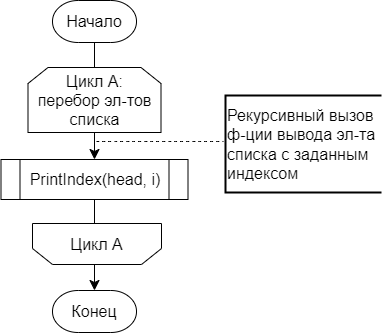 Начало
Цикл А:
перебор эл-тов
списка
Рекурсивный вызов
ф-ции вывода эл-та
списка с заданным
индексом
PrintIndex(head, i)
Цикл А
Конец